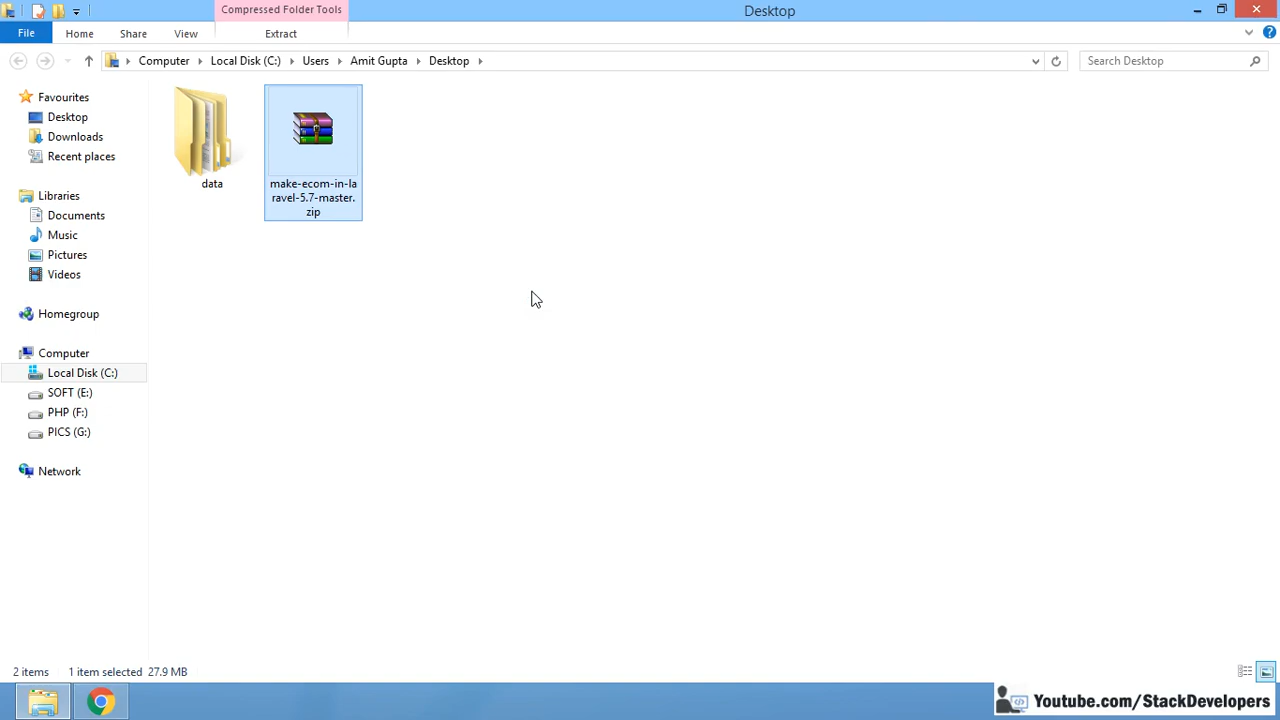 Compressed Folder Tools
Desktop
File
Home
Share
View
Extract
Computer
Local Disk (C:)
Users
Amit Gupta
Desktop
Search Desktop
Favourites
Desktop
Downloads
Recent places
Libraries
Documents
Music
Pictures
Videos
Homegroup
Computer
Local Disk (C:)
SOFT (E:)
PHP (F:)
PICS (G:)
Network
data
make-ecom-in-la
ravel-5.7-master.
zip
2 items 1 item selected 27.9 MB
Youtube.com/StackDevelopers